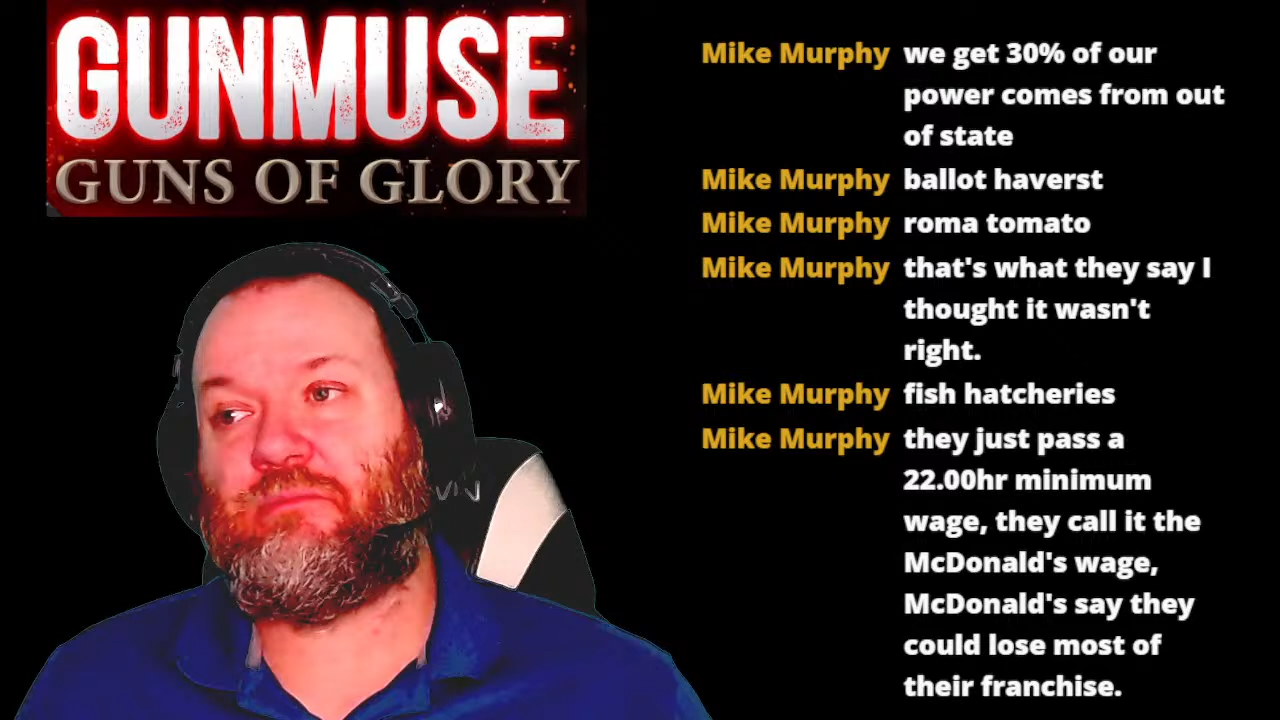 GUNMUSE
GUNS OF GLORY
Mike Murphy we get 30% of our
power comes from out
of state
Mike Murphy ballot haverst
Mike Murphy roma tomato
Mike Murphy that's what they say I
thought it wasn't
right.
Mike Murphy fish hatcheries
Mike Murphy they just pass a
22.00hr minimum
wage, they call it the
McDonald's wage,
McDonald's say they
could lose most of
their franchise.